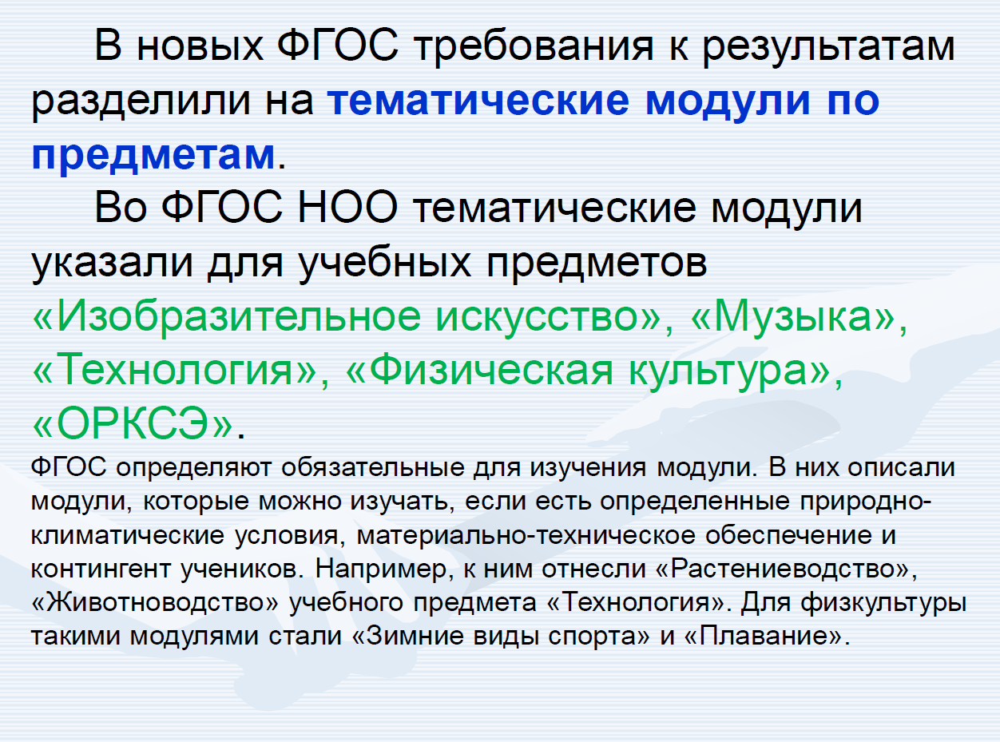 В новых ФГОС требования к результатам
разделили на тематические модули по
предметам.
Во ФГОС НОО тематические модули
указали для учебных предметов
«Изобразительное искусство», «Музыка»,
«Технология», «Физическая культура»,
«ОРКСЭ».
ФГОС определяют обязательные для изучения модули. В них описали
модули, которые можно изучать, если есть определенные природно-
климатические условия, материально-техническое обеспечение и
контингент учеников. Например, к ним отнесли «Растениеводство»,
«Животноводство» учебного предмета «Технология». Для физкультуры
такими модулями стали «Зимние виды спорта» и «Плавание».